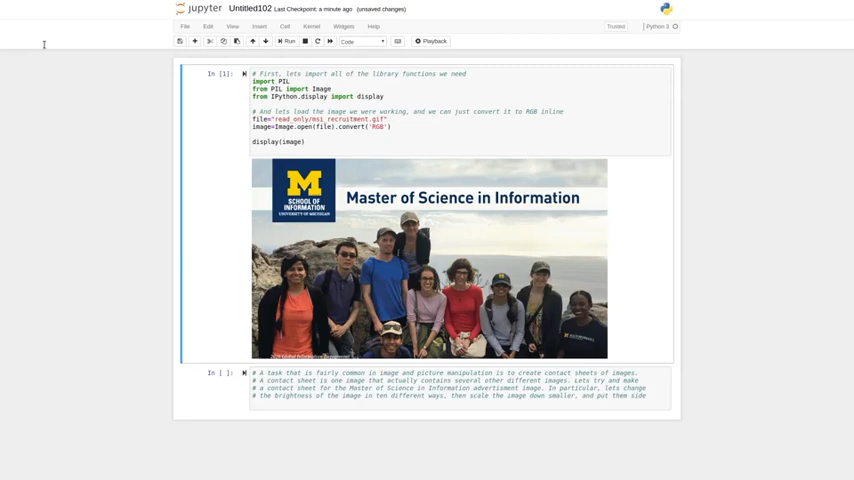 jupyter Untitled102 Last Checkpoint: a minute ago (unsaved changes)
File Edit View Insert Cell Kernel Widgets Help Trusted Python 3
Run Code Playback
In [1]: # First, lets import all of the library functions we need
import PIL
from PIL import Image
from IPython.display import display
# And lets load the image we were working, and we can just convert it to RGB inline
file="read_only/msi_recruitment.gif"
image=Image.open(file).convert('RGB')
display(image)
M
SCHOOL OF
INFORMATION
UNIVERSITY OF MICHIGAN
Master of Science in Information
In [ ]: # A task that is fairly common in image and picture manipulation is to create contact sheets of images.
# A contact sheet is one image that actually contains several other different images. Lets try and make
# a contact sheet for the Master of Science in Information advertisment image. In particular, lets change
# the brightness of the image in ten different ways, then scale the image down smaller, and put them side